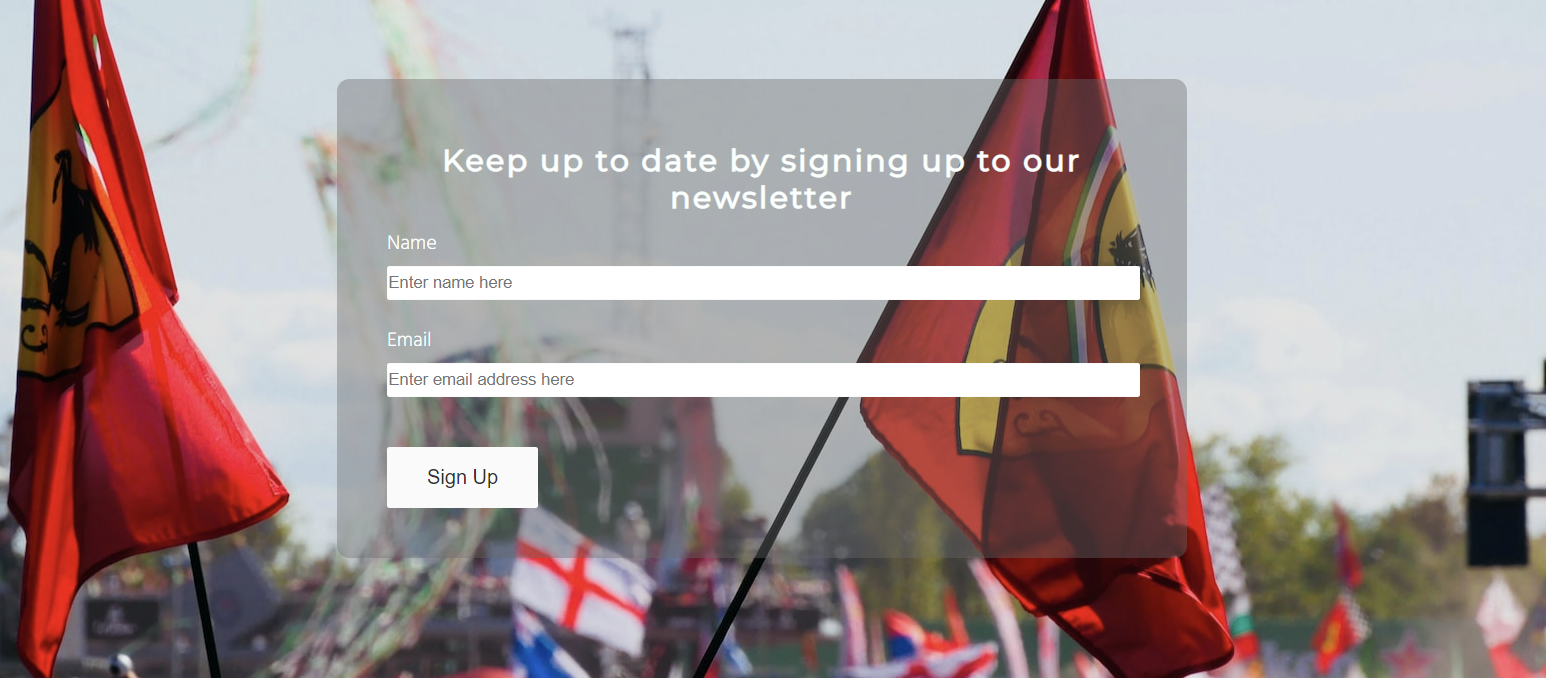 Keep up to date by signing up to our
newsletter
Name
Enter name here
Email
Enter email address here
Sign Up